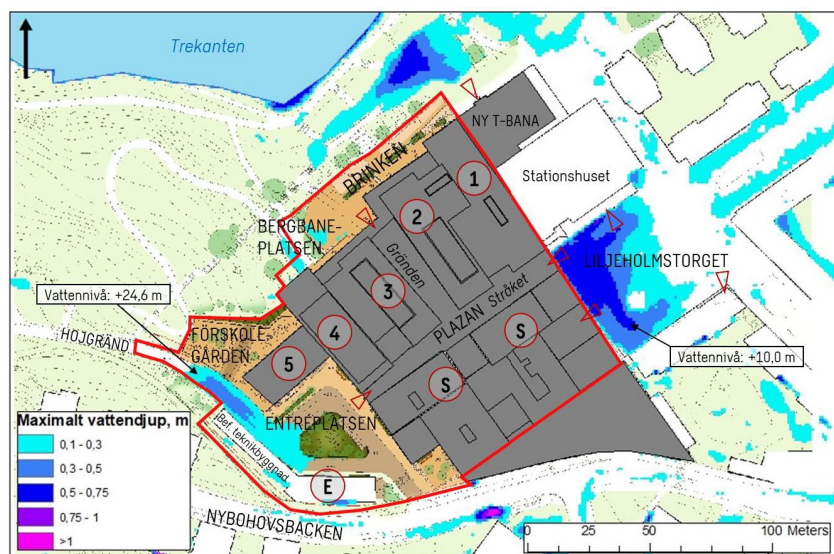 Trekanten
NY T-BANA
BRINKEN
1
Stationshuset
2
BERGBANE-
PLATSEN
Gränden
LILJEHOLMSTORGET
Vattennivå: +24,6 m
3
PLAZAN Stråket
FÖRSKOLE-
GÅRDEN
HÖJGRÄND
4
S
5
Vattennivå: +10,0 m
S
ENTRÉPLATSEN
Bef. teknikbyggnad
Maximalt vattendjup, m
0,1 - 0,3
0,3 - 0,5
0,5 - 0,75
0,75 - 1
>1
E
NYBOHOVSBACKEN
0 25 50 100 Meters